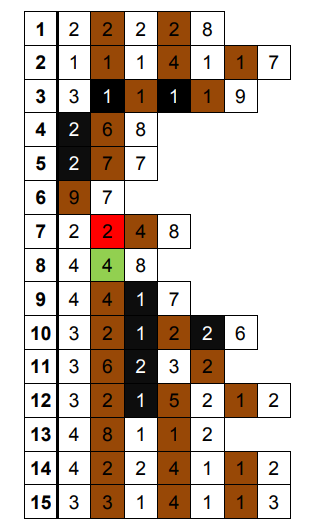 1 2 2 2 2 8
2 1 1 1 4 1 1 7
3 3 1 1 1 1 9
4 2 6 8
5 2 7 7
6 9 7
7 2 2 4 8
8 4 4 8
9 4 4 1 7
10 3 2 1 2 2 6
11 3 6 2 3 2
12 3 2 1 5 2 1 2
13 4 8 1 1 2
14 4 2 2 4 1 1 2
15 3 3 1 4 1 1 3